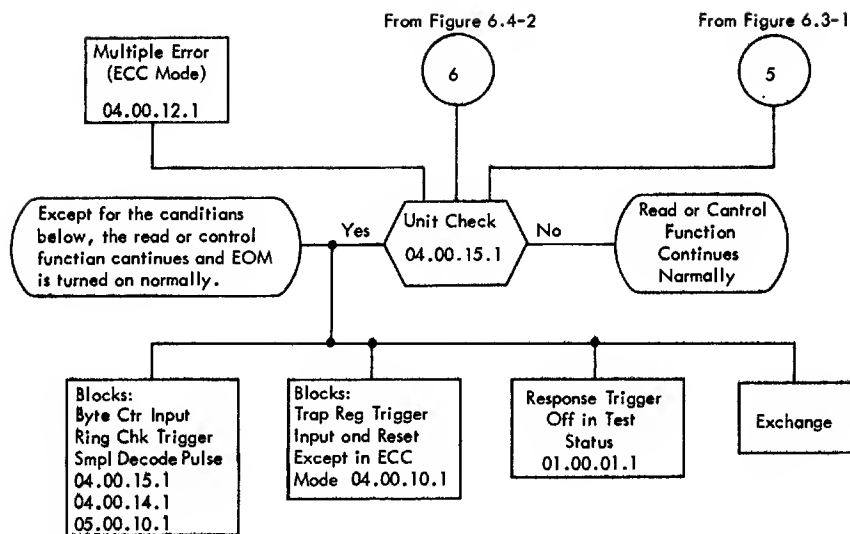 From Figure 6.4-2
From Figure 6.3-1
Multiple Error
(ECC Mode)
04.00.12.1
6
5
Except for the canditians
below, the read or cantrol
functian cantinues and EOM
is turned on normally.
Yes
Unit Check
04.00.15.1
No
Read or Cantrol
Function
Continues
Narmally
Blocks:
Byte Ctr Input
Ring Chk Trigger
Smpl Decode Pulse
04.00.15.1
04.00.14.1
05.00.10.1
Blocks:
Trap Reg Trigger
Input ond Reset
Except in ECC
Mode 04.00.10.1
Response Trigger
Off in Test
Status
01.00.01.1
Exchange